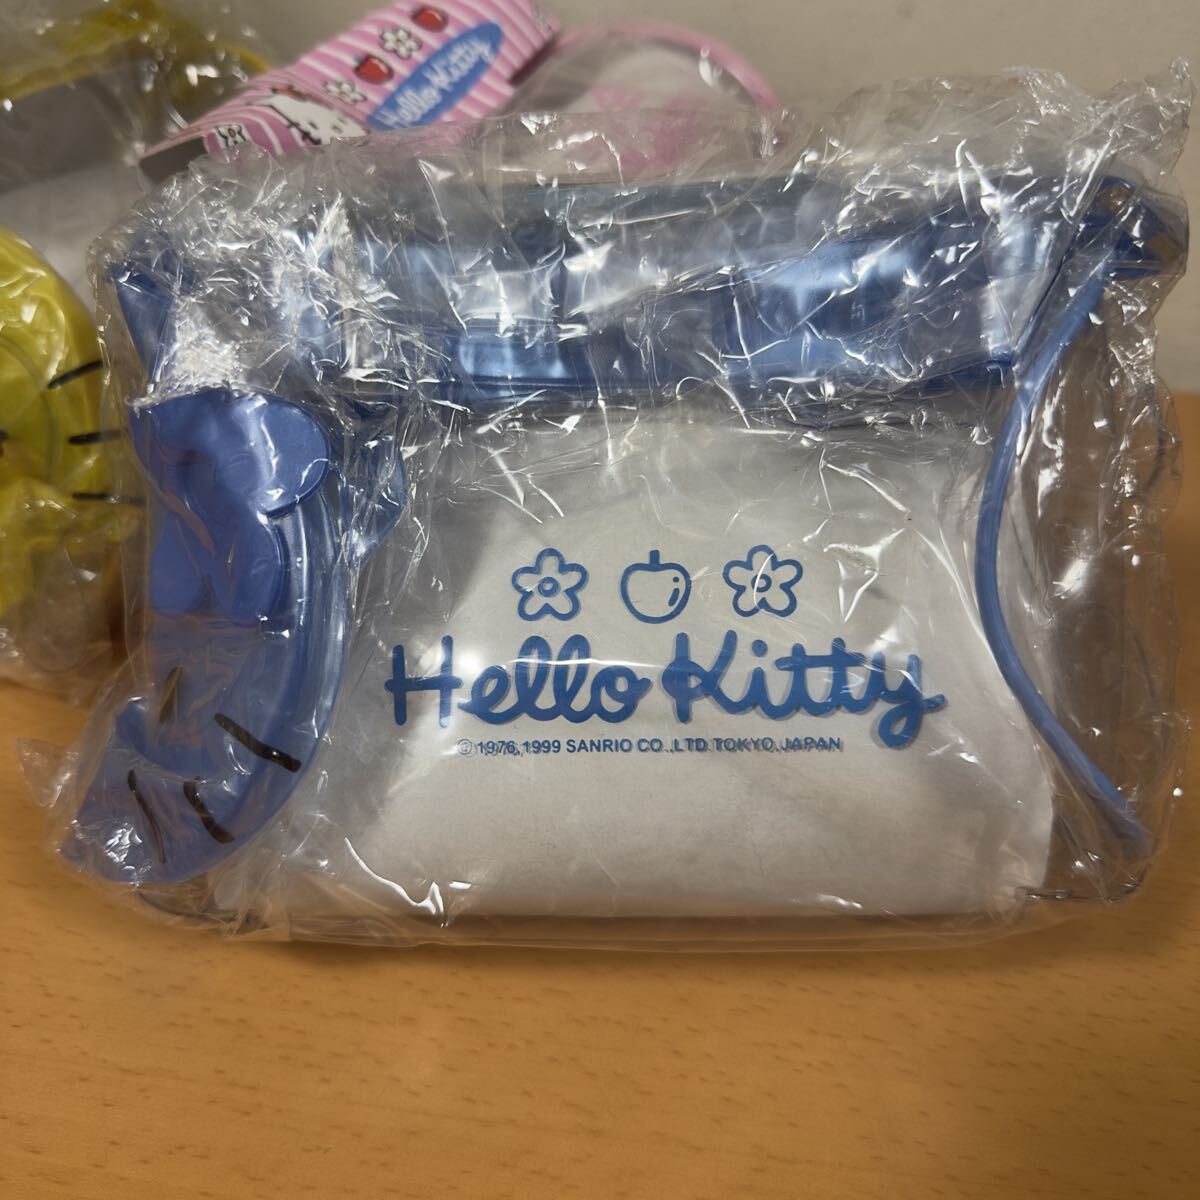 Hello Kitty
Hello Kitty
© 1976, 1999 SANRIO CO., LTD. TOKYO, JAPAN